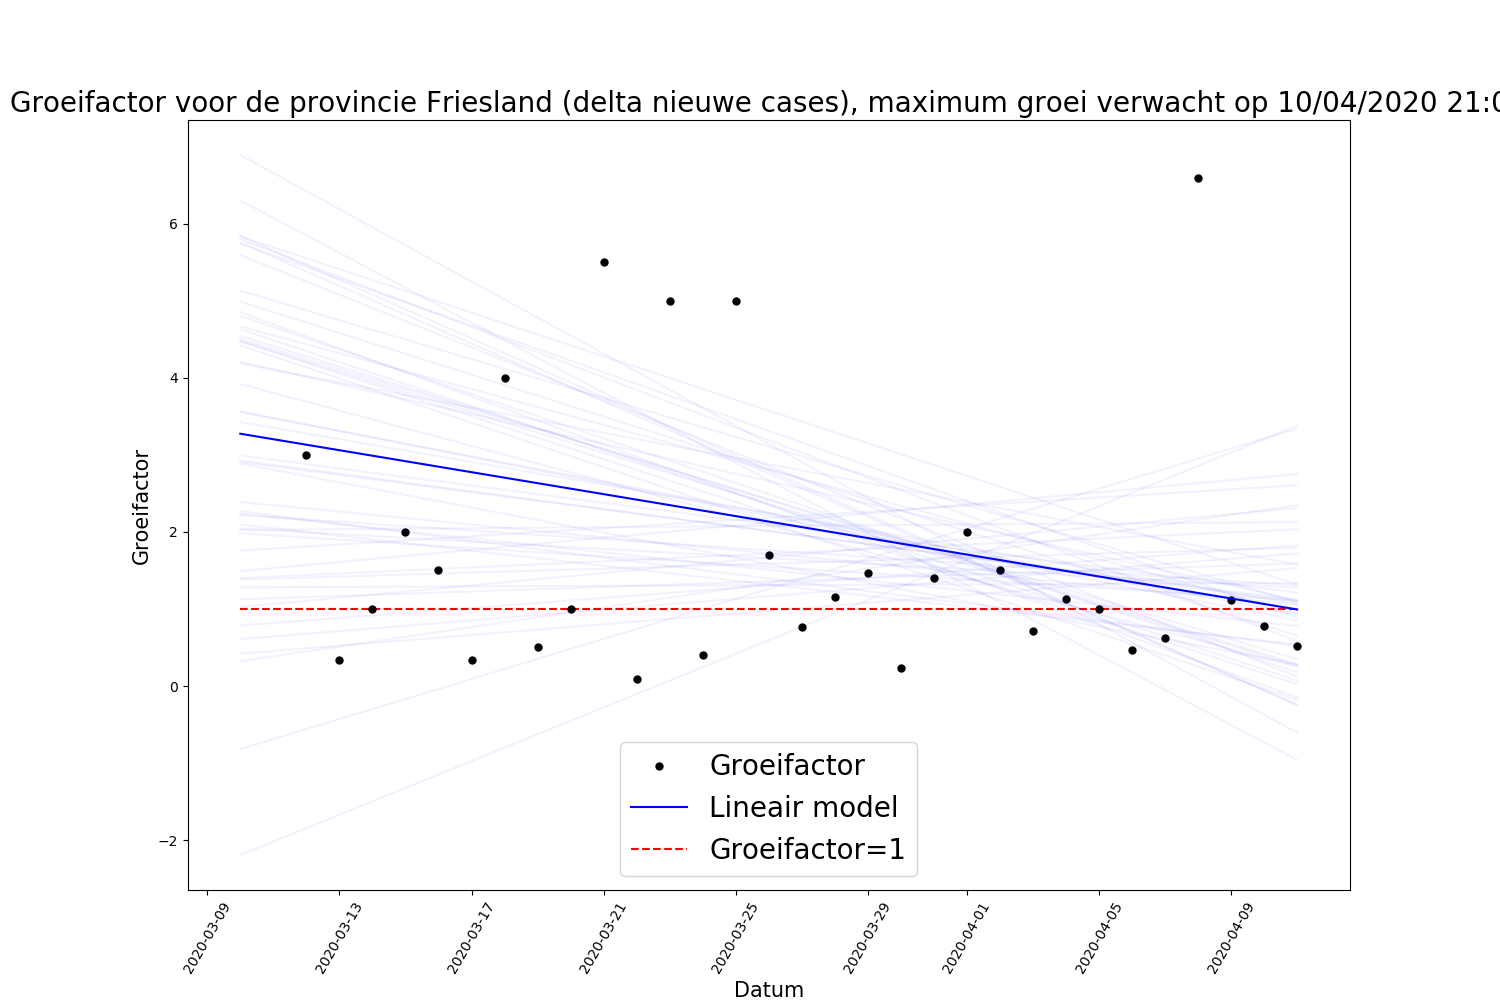 Groeifactor voor de provincie Friesland (delta nieuwe cases), maximum groei verwacht op 10/04/2020 21:0
Groeifactor
6
4
2
0
−2
Groeifactor
Lineair model
Groeifactor=1
2020-03-09
2020-03-13
2020-03-17
2020-03-21
2020-03-25
2020-03-29
2020-04-01
2020-04-05
2020-04-09
Datum